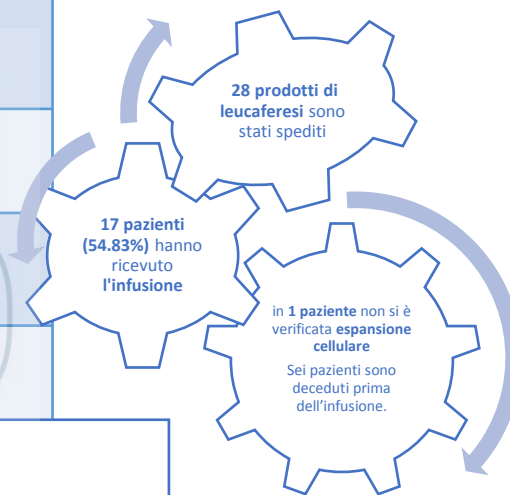 28 prodotti di
leucaferesi sono
stati spediti
17 pazienti
(54.83%) hanno
ricevuto
l'infusione
in 1 paziente non si è
verificata espansione
cellulare
Sei pazienti sono
deceduti prima
dell'infusione.